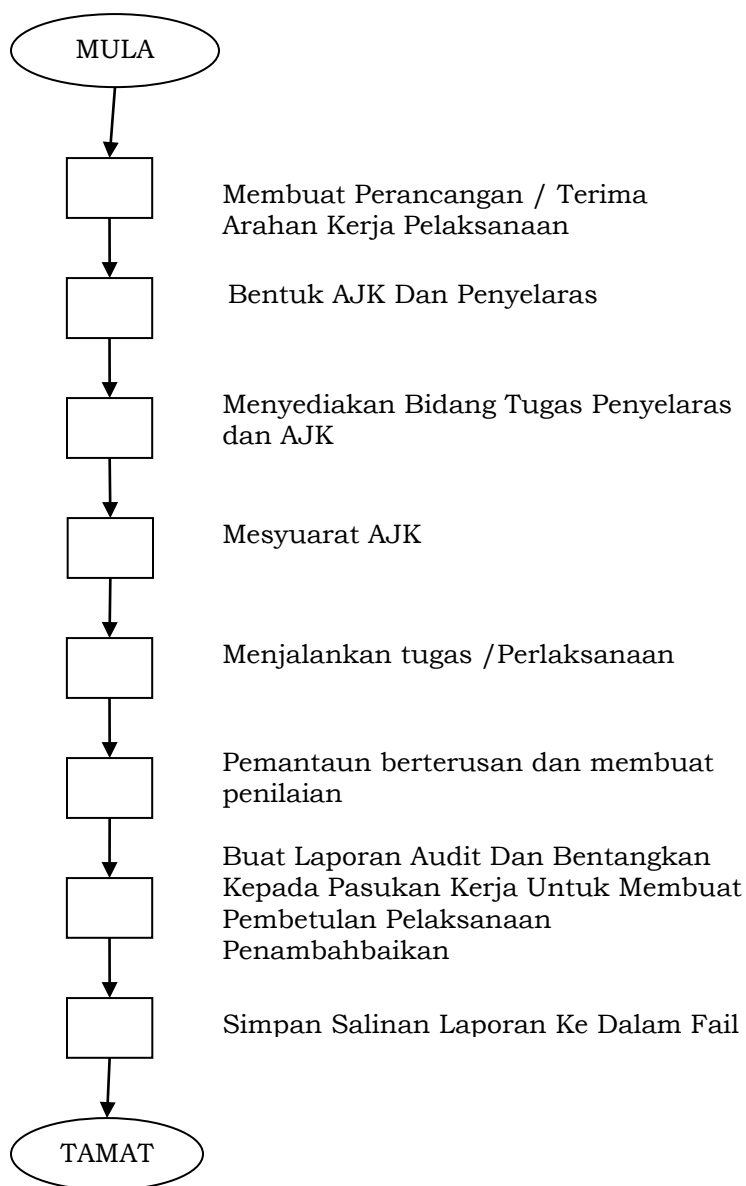 MULA
Membuat Perancangan / Terima
Arahan Kerja Pelaksanaan
Bentuk AJK Dan Penyelaras
Menyediakan Bidang Tugas Penyelaras
dan AJK
Mesyuarat AJK
Menjalankan tugas /Perlaksanaan
Pemantaun berterusan dan membuat
penilaian
Buat Laporan Audit Dan Bentangkan
Kepada Pasukan Kerja Untuk Membuat
Pembetulan Pelaksanaan
Penambahbaikan
Simpan Salinan Laporan Ke Dalam Fail
TAMAT